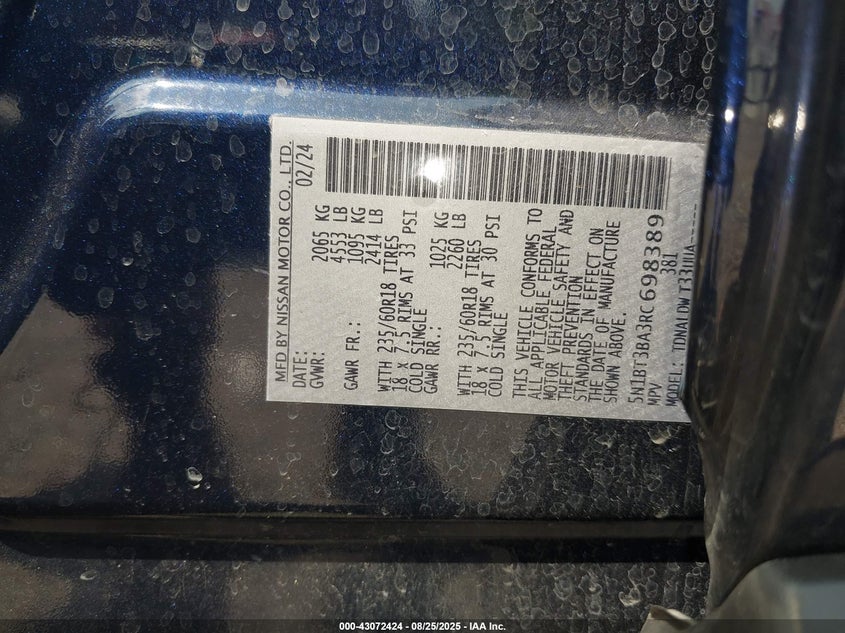 MFD BY NISSAN MOTOR CO., LTD.
DATE: 02/24
GVWR: 2065 KG
4553 LB
GAWR FR.: 1095 KG
2414 LB
WITH 235/60R18 TIRES
18 X 7.5 RIMS AT 33 PSI
COLD SINGLE
GAWR RR.: 1025 KG
2260 LB
WITH 235/60R18 TIRES
18 X 7.5 RIMS AT 30 PSI
COLD SINGLE
THIS VEHICLE CONFORMS TO
ALL APPLICABLE FEDERAL
MOTOR VEHICLE SAFETY AND
THEFT PREVENTION
STANDARDS IN EFFECT ON
THE DATE OF MANUFACTURE
SHOWN ABOVE.
5N1BT3BA3RC698389
MPV 381
MODEL:
000-43072424 - 08/25/2025 - IAA Inc.